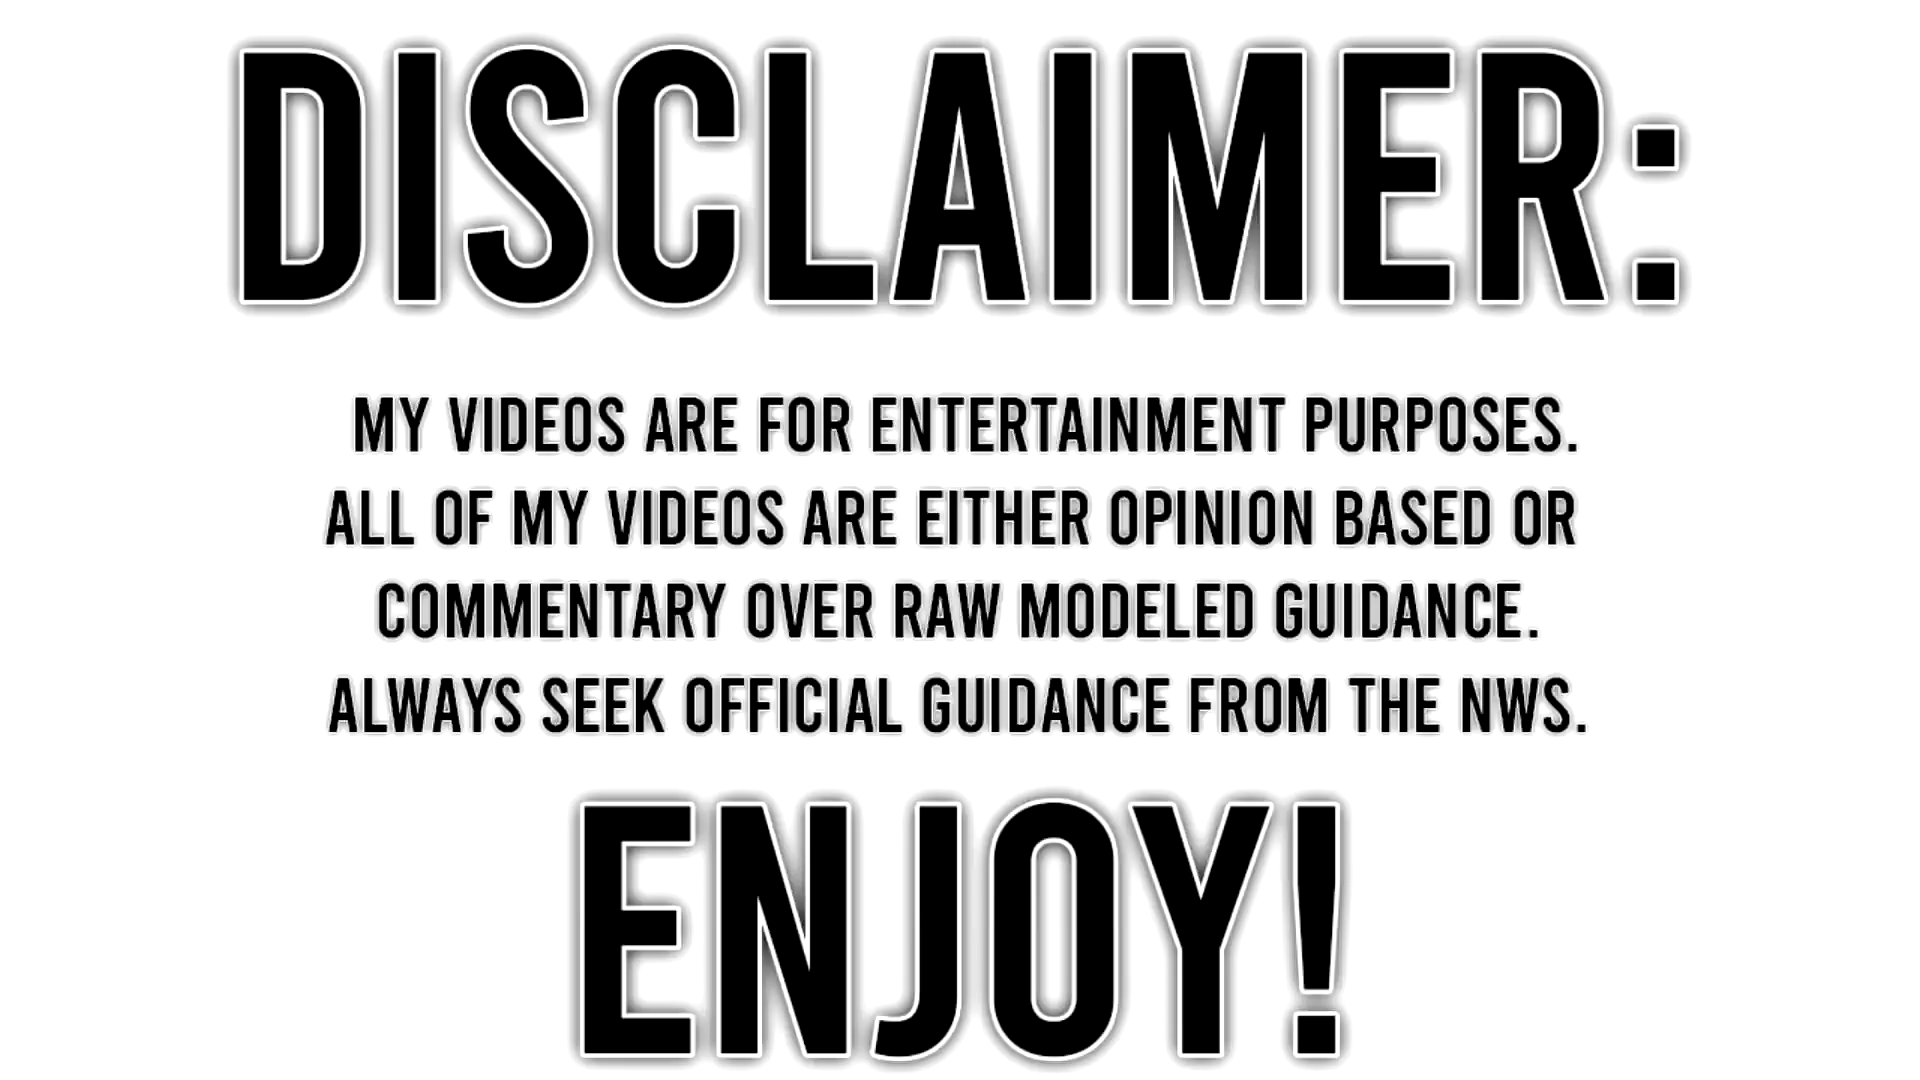 DISCLAIMER:
MY VIDEOS ARE FOR ENTERTAINMENT PURPOSES.
ALL OF MY VIDEOS ARE EITHER OPINION BASED OR
COMMENTARY OVER RAW MODELED GUIDANCE.
ALWAYS SEEK OFFICIAL GUIDANCE FROM THE NWS.
ENJOY!